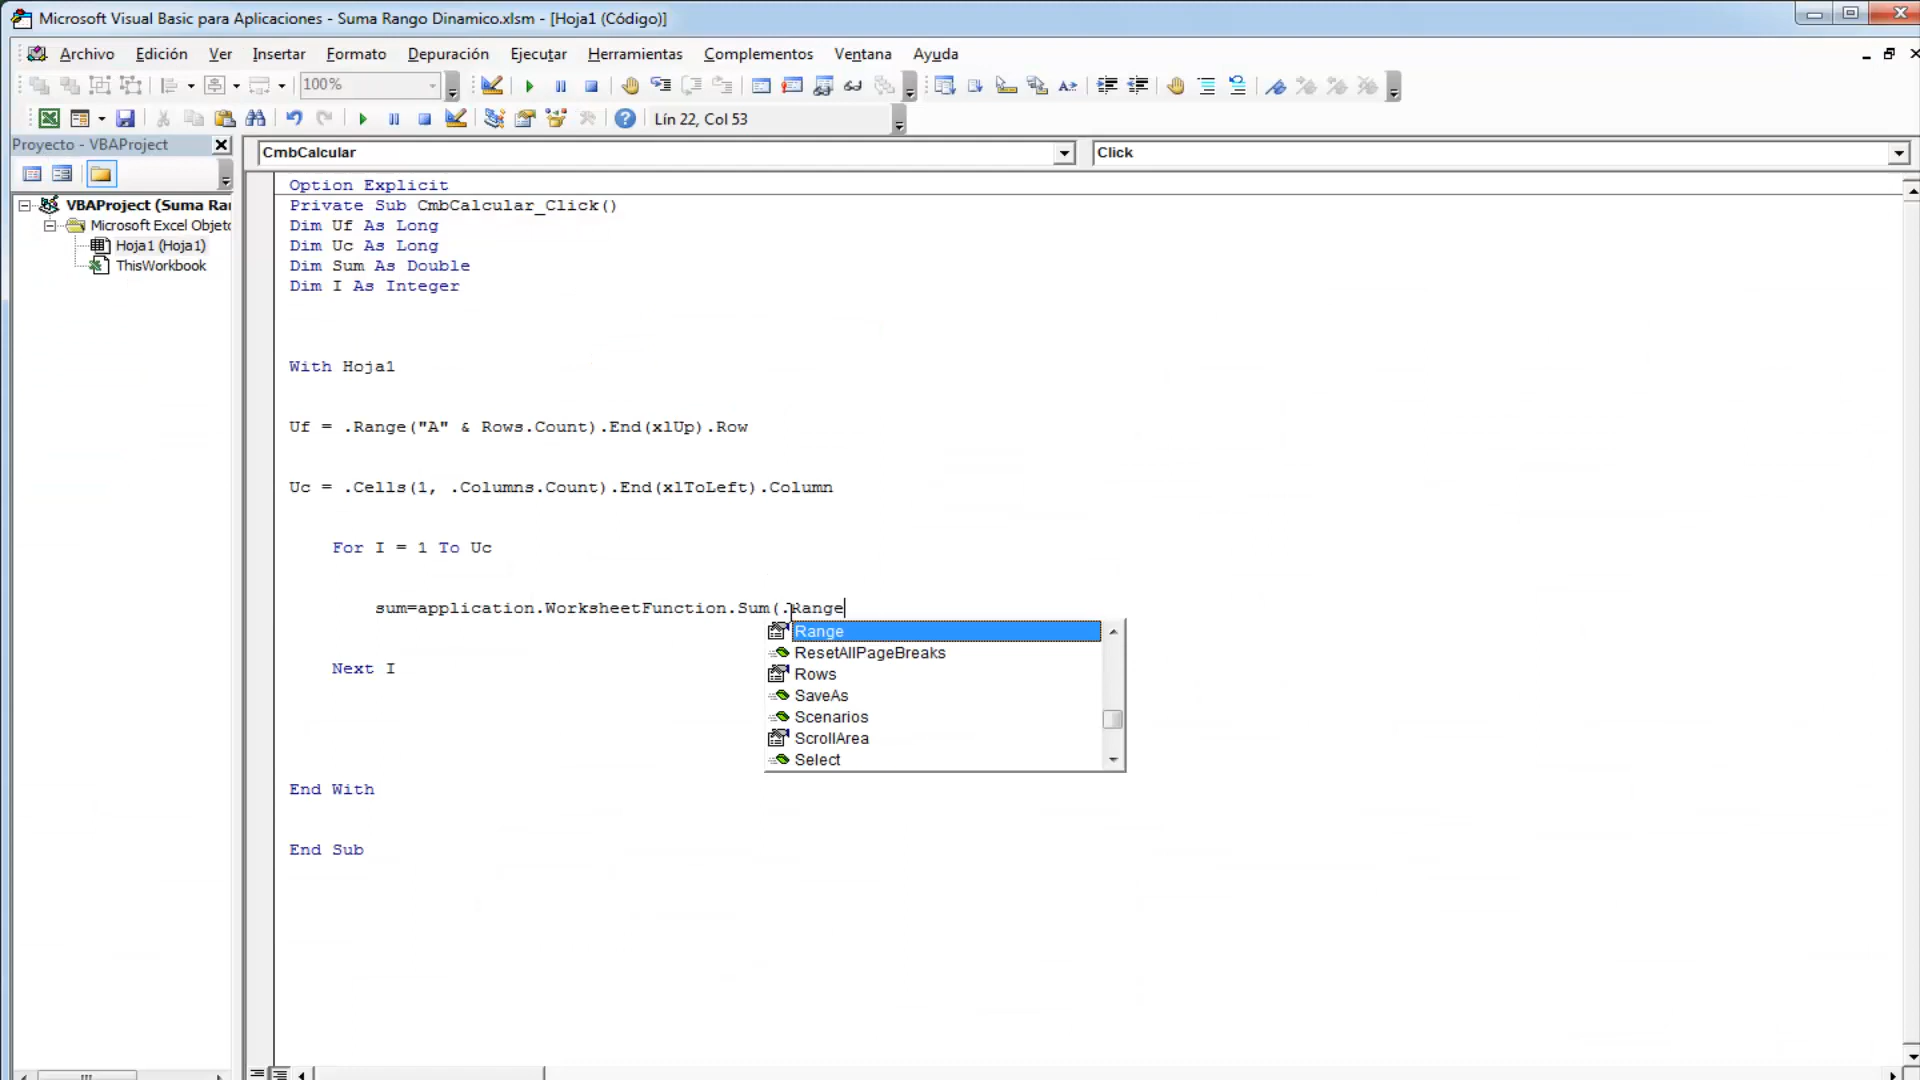 Microsoft Visual Basic para Aplicaciones - Suma Rango Dinamico.xlsm - [Hoja1 (Código)]
Archivo Edición Ver Insertar Formato Depuración Ejecutar Herramientas Complementos Ventana Ayuda
100%
Lín 22, Col 53
Proyecto - VBAProject
CmbCalcular
Click
VBAProject (Suma Rar
Microsoft Excel Objeto
Hoja1 (Hoja1)
ThisWorkbook
Option Explicit
Private Sub CmbCalcular_Click()
Dim Uf As Long
Dim Uc As Long
Dim Sum As Double
Dim I As Integer
With Hoja1
Uf = .Range("A" & Rows.Count).End(xlUp).Row
Uc = .Cells(1, .Columns.Count).End(xlToLeft).Column
For I = 1 To Uc
sum=application.WorksheetFunction.Sum(.Range
Range
ResetAllPageBreaks
Rows
SaveAs
Scenarios
ScrollArea
Select
Next I
End With
End Sub